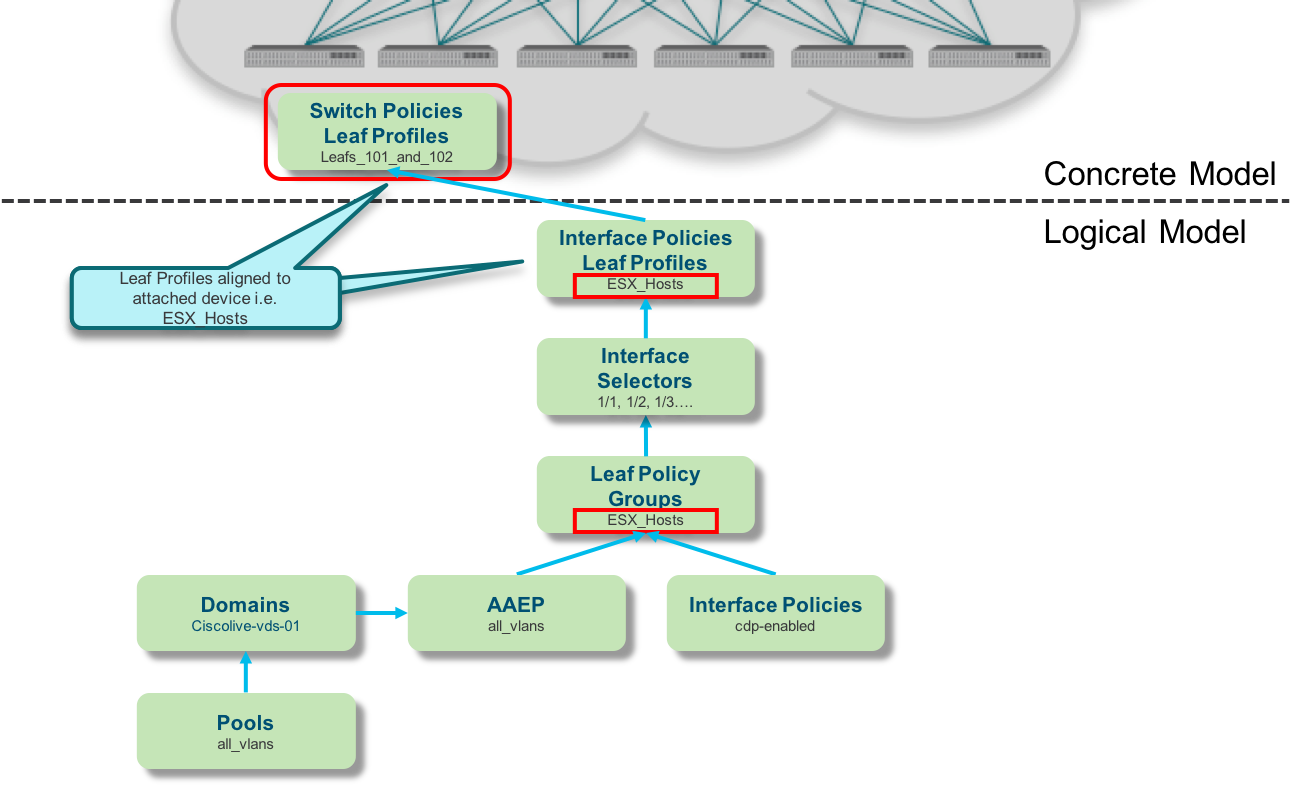 Switch Policies
Leaf Profiles
Leafs_101_and_102
Concrete Model
Logical Model
Interface Policies
Leaf Profiles
ESX_Hosts
Leaf Profiles aligned to
attached device i.e.
ESX_Hosts
Interface
Selectors
1/1, 1/2, 1/3….
Leaf Policy
Groups
ESX_Hosts
Domains
Ciscolive-vds-01
AAEP
all_vlans
Interface Policies
cdp-enabled
Pools
all_vlans